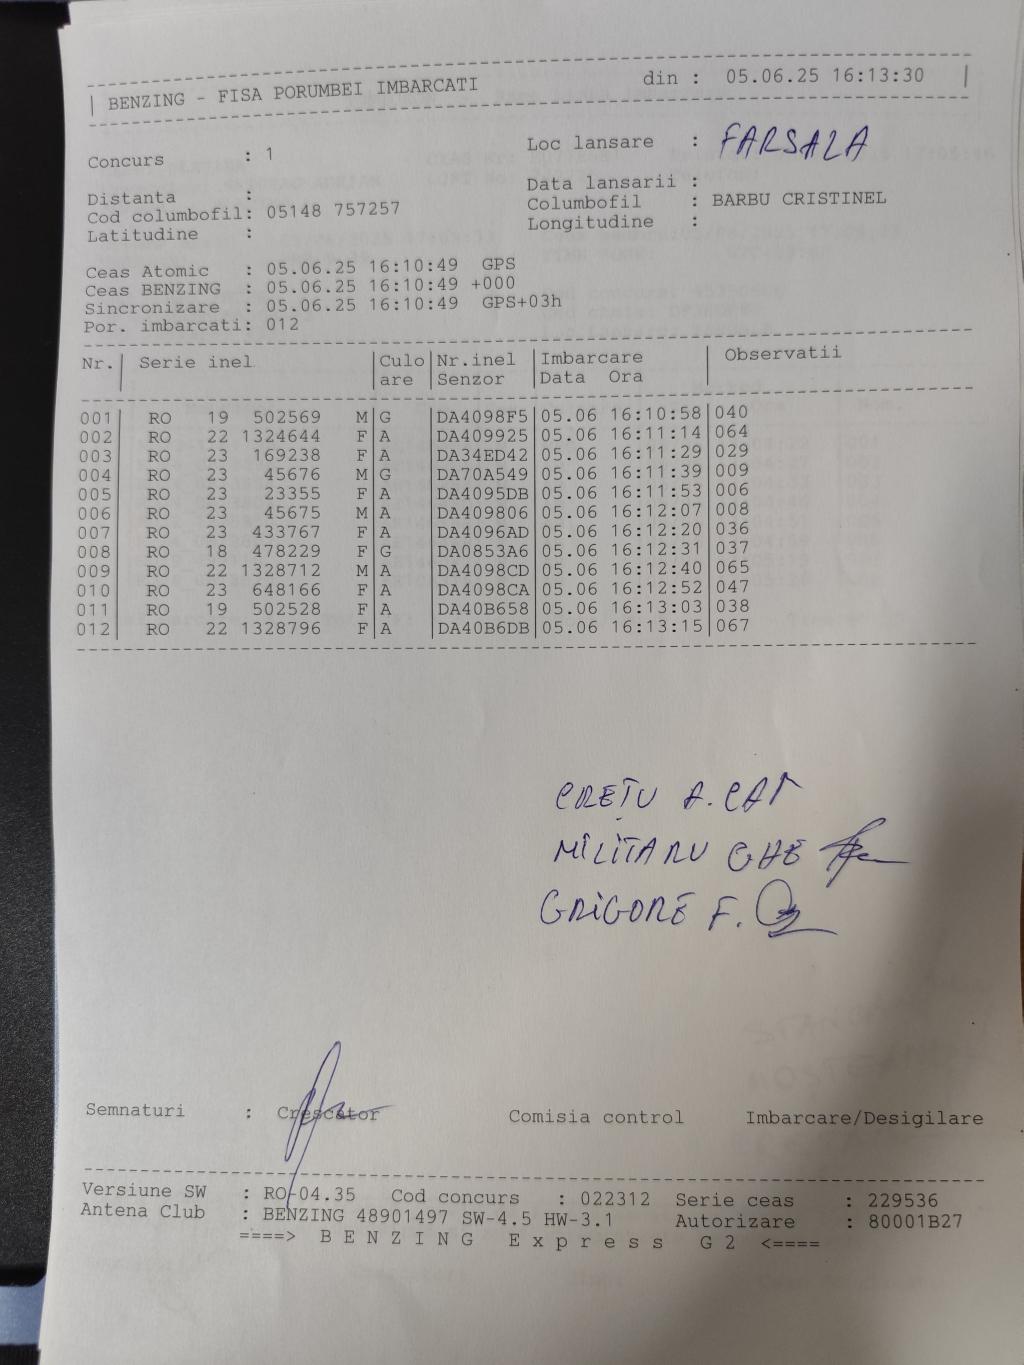 BENZING - FISA PORUMBEI IMBARCATI din : 05.06.25 16:13:30
Concurs : 1 Loc lansare : FARSALA
Distanta : Data lansarii :
Cod columbofil: 05148 757257 Columbofil : BARBU CRISTINEL
Latitudine : Longitudine :
Ceas Atomic : 05.06.25 16:10:49 GPS
Ceas BENZING : 05.06.25 16:10:49 +000
Sincronizare : 05.06.25 16:10:49 GPS+03h
Por. imbarcati: 012
Nr. Serie inel Culo Nr.inel Imbarcare Observatii
are Senzor Data Ora
001 RO 19 502569 M G DA4098F5 05.06 16:10:58 040
002 RO 22 1324644 F A DA409925 05.06 16:11:14 064
003 RO 23 169238 F A DA34ED42 05.06 16:11:29 029
004 RO 23 45676 M G DA70A549 05.06 16:11:39 009
005 RO 23 23355 F A DA4095DB 05.06 16:11:53 006
006 RO 23 45675 M A DA409806 05.06 16:12:07 008
007 RO 23 433767 F A DA4096AD 05.06 16:12:20 036
008 RO 18 478229 F G DA0853A6 05.06 16:12:31 037
009 RO 22 1328712 M A DA4098CD 05.06 16:12:40 065
010 RO 23 648166 F A DA4098CA 05.06 16:12:52 047
011 RO 19 502528 F A DA40B658 05.06 16:13:03 038
012 RO 22 1328796 F A DA40B6DB 05.06 16:13:15 067
CREȚU A. CAT
MILITARU GHE
GRIGORE F.
Semnaturi : Crescator Comisia control Imbarcare/Desigilare
Versiune SW : RO-04.35 Cod concurs : 022312 Serie ceas : 229536
Antena Club : BENZING 48901497 SW-4.5 HW-3.1 Autorizare : 80001B27
====> B E N Z I N G E x p r e s s G 2 <====